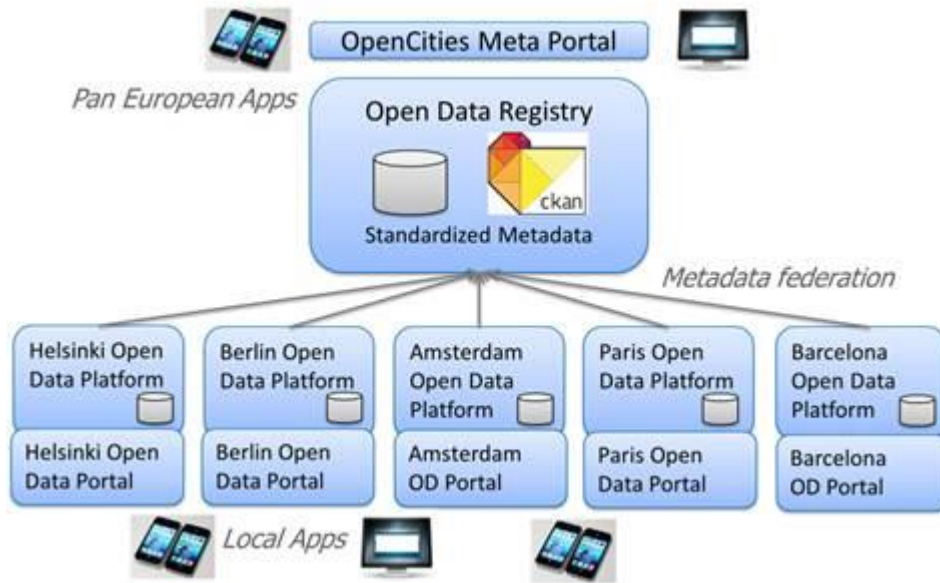 OpenCities Meta Portal
Pan European Apps
Open Data Registry
ckan
Standardized Metadata
Metadata federation
Helsinki Open
Data Platform
Berlin Open
Data Platform
Amsterdam
Open Data
Platform
Paris Open
Data Platform
Barcelona
Open Data
Platform
Helsinki Open
Data Portal
Berlin Open
Data Portal
Amsterdam
OD Portal
Paris Open
Data Portal
Barcelona
OD Portal
Local Apps